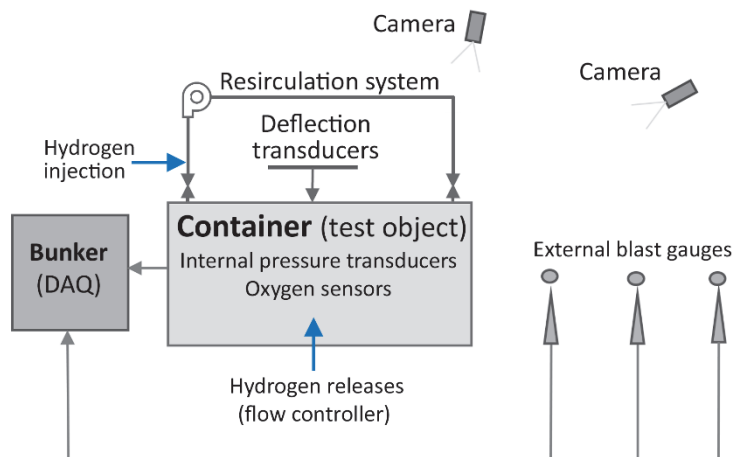 Camera
Camera
Resirculation system
Deflection
transducers
Hydrogen
injection
Container (test object)
Internal pressure transducers
Oxygen sensors
Bunker
(DAQ)
External blast gauges
Hydrogen releases
(flow controller)